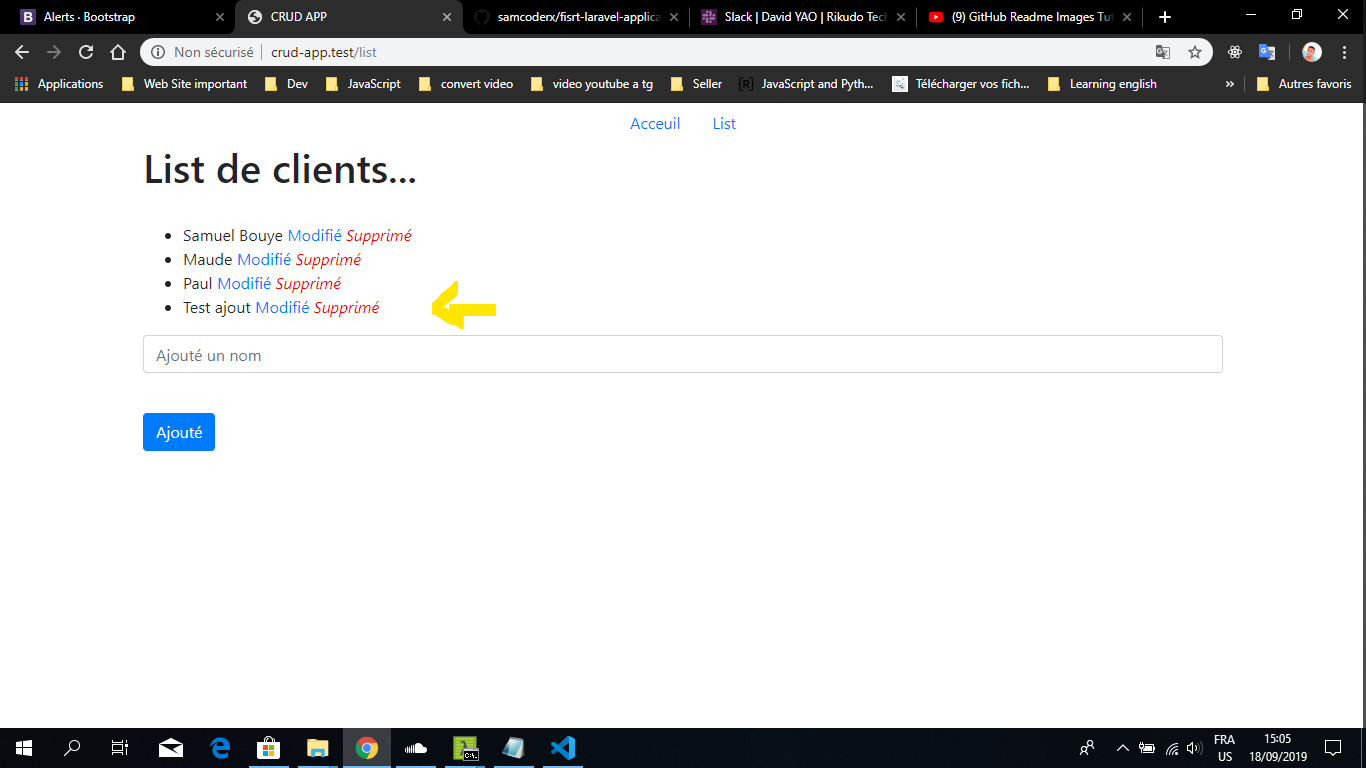 Alerts · Bootstrap
CRUD APP
samcoderx/fisrt-laravel-applica
Slack | David YAO | Rikudo Tech
(9) GitHub Readme Images Tut
Non sécurisé | crud-app.test/list
Applications
Web Site important
Dev
JavaScript
convert video
video youtube a tg
Seller
JavaScript and Pyth...
Télécharger vos fich...
Learning english
»
Autres favoris
Acceuil
List
List de clients...
Samuel Bouye Modifié Supprimé
Maude Modifié Supprimé
Paul Modifié Supprimé
Test ajout Modifié Supprimé
Ajouté un nom
Ajouté
FRA
US
15:05
18/09/2019